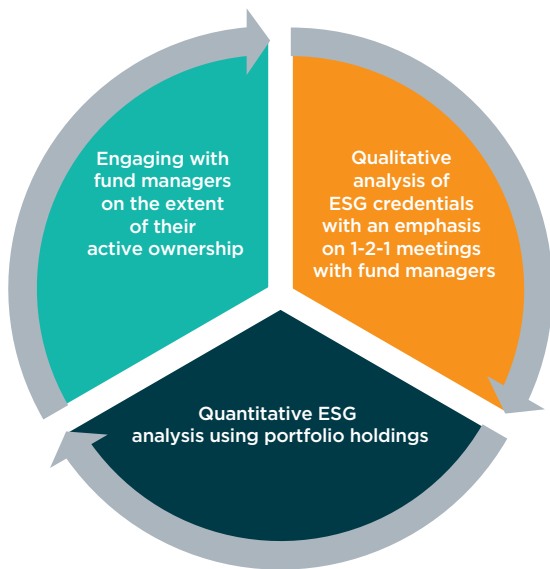 Engaging with
fund managers
on the extent
of their
active ownership
Qualitative
analysis of
ESG credentials
with an emphasis
on 1-2-1 meetings
with fund managers
Quantitative ESG
analysis using portfolio holdings